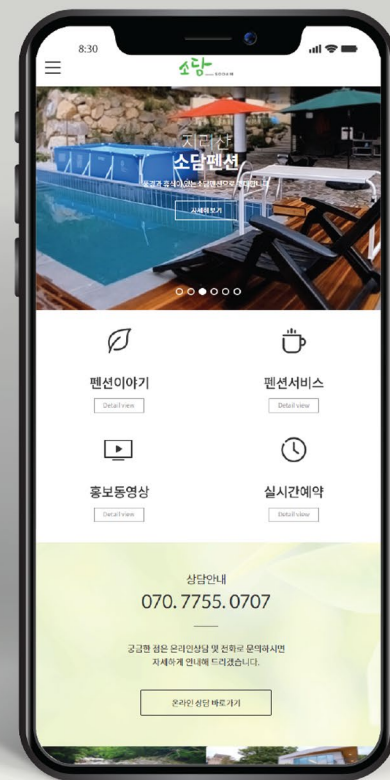 8:30
소담 SODAM
지리산
소담펜션
자세히보기
펜션이야기
Detail view
펜션서비스
Detail view
홍보동영상
Detail view
실시간예약
Detail view
상담안내
070. 7755. 0707
궁금한 점은 온라인상담 및 전화로 문의하시면
자세하게 안내해 드리겠습니다.
온라인 상담 바로가기